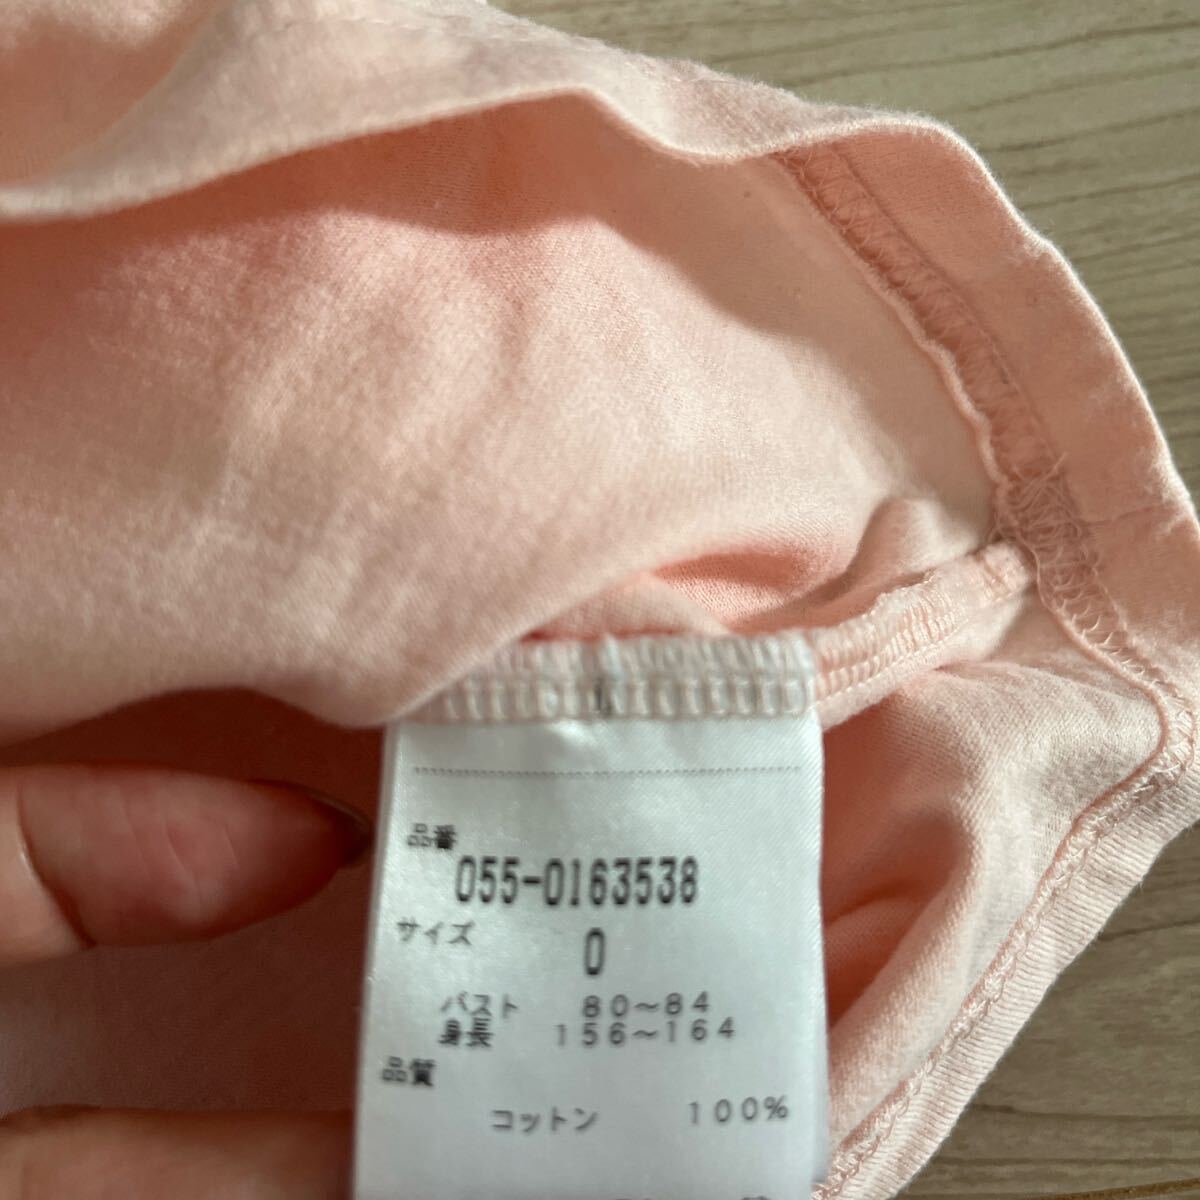 品番
055-0163538
サイズ
0
バスト 80〜84
身長 156〜164
品質
コットン 100%